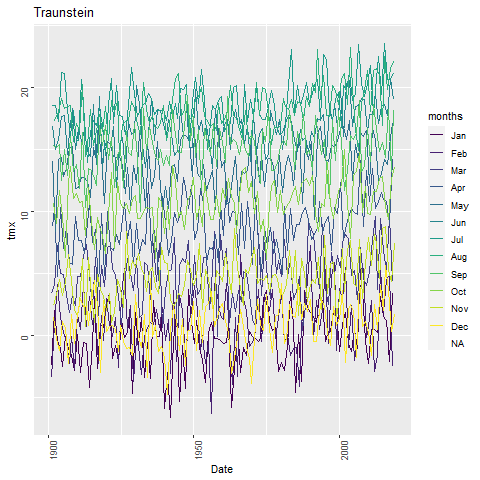 Traunstein
tmx
20
10
0
1900
1950
2000
Date
months
Jan
Feb
Mar
Apr
May
Jun
Jul
Aug
Sep
Oct
Nov
Dec
NA